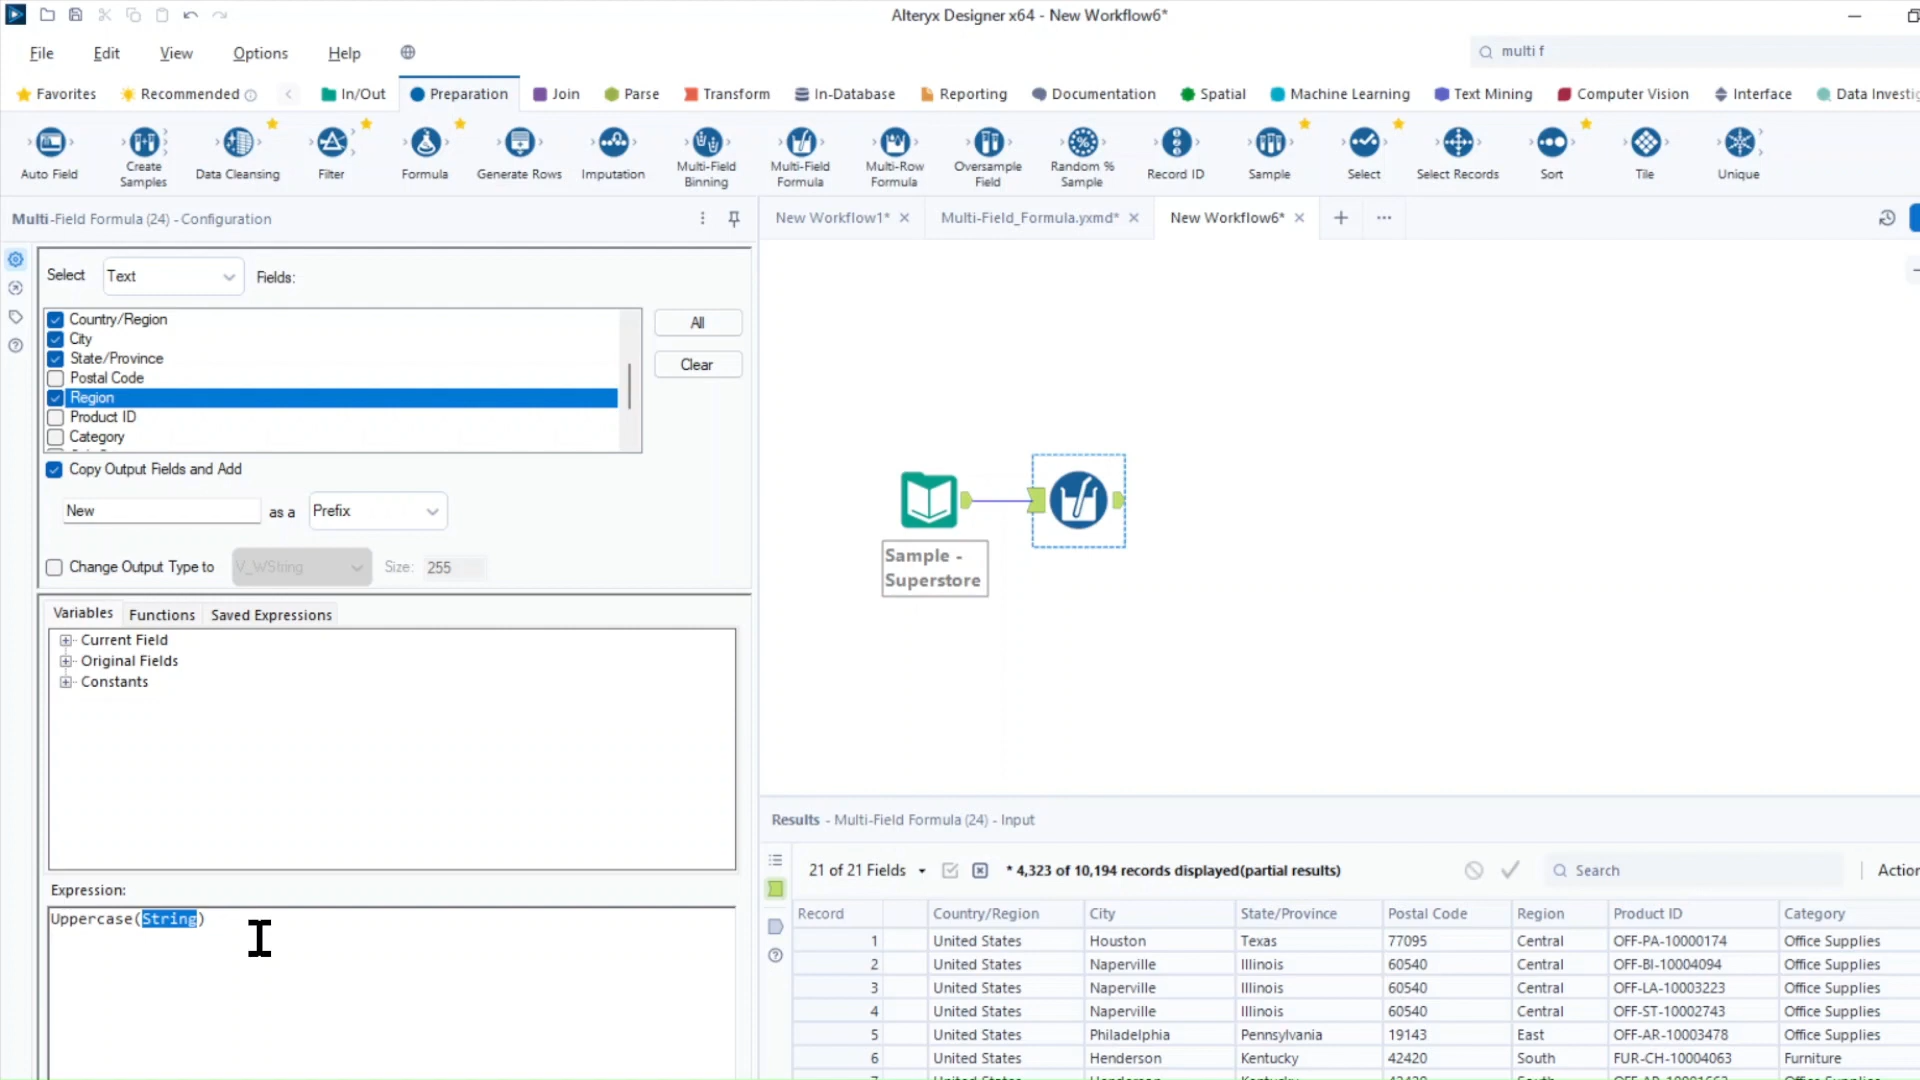 Alteryx Designer x64 - New Workflow6*
File Edit View Options Help
multi f
Favorites Recommended In/Out Preparation Join Parse Transform In-Database Reporting Documentation Spatial Machine Learning Text Mining Computer Vision Interface Data Investig
Auto Field
Create Samples
Data Cleansing
Filter
Formula
Generate Rows
Imputation
Multi-Field Binning
Multi-Field Formula
Multi-Row Formula
Oversample Field
Random % Sample
Record ID
Sample
Select
Select Records
Sort
Tile
Unique
Multi-Field Formula (24) - Configuration
New Workflow1* Multi-Field_Formula.yxmd* New Workflow6*
Select Text Fields:
Country/Region
City
State/Province
Postal Code
Region
Product ID
Category
All
Clear
Copy Output Fields and Add
New as a Prefix
Change Output Type to V_WString Size: 255
Variables Functions Saved Expressions
Current Field
Original Fields
Constants
Expression:
Uppercase(String)
Sample -
Superstore
Results - Multi-Field Formula (24) - Input
21 of 21 Fields * 4,323 of 10,194 records displayed(partial results) Search Action
Record Country/Region City State/Province Postal Code Region Product ID Category
1 United States Houston Texas 77095 Central OFF-PA-10000174 Office Supplies
2 United States Naperville Illinois 60540 Central OFF-BI-10004094 Office Supplies
3 United States Naperville Illinois 60540 Central OFF-LA-10003223 Office Supplies
4 United States Naperville Illinois 60540 Central OFF-ST-10002743 Office Supplies
5 United States Philadelphia Pennsylvania 19143 East OFF-AR-10003478 Office Supplies
6 United States Henderson Kentucky 42420 South FUR-CH-10004063 Furniture